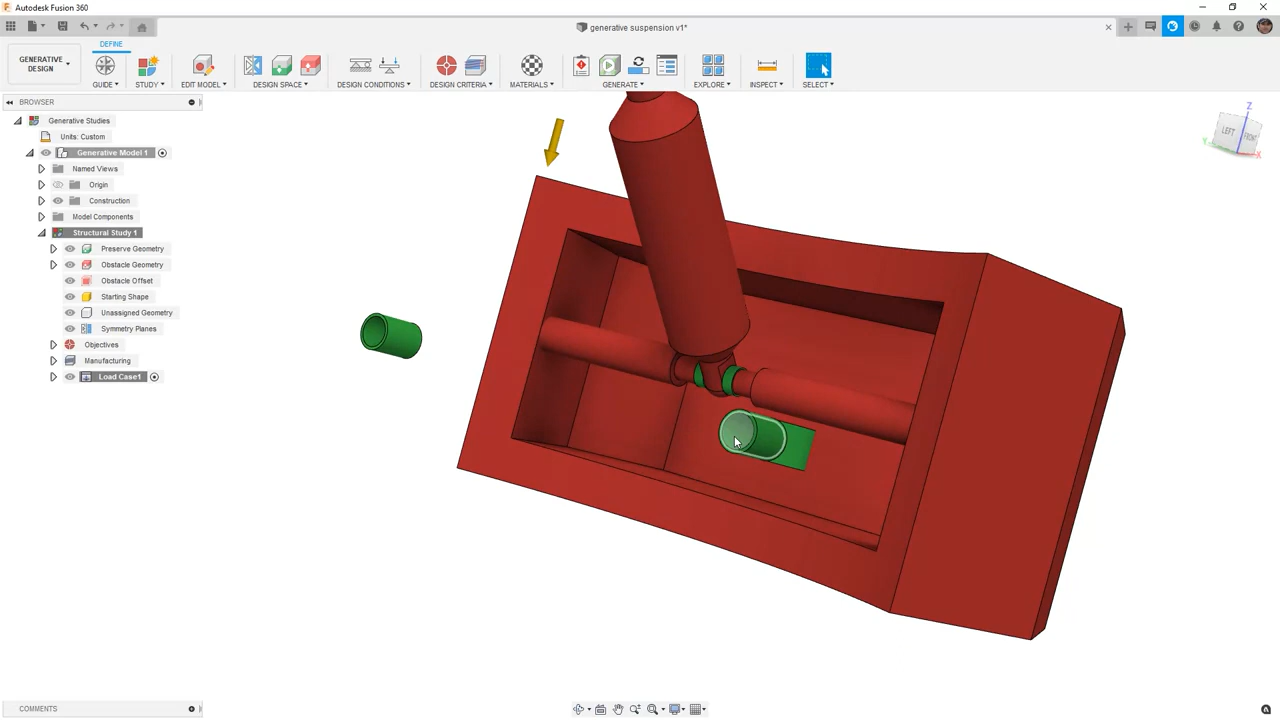 Autodesk Fusion 360
generative suspension v1*
DEFINE
GENERATIVE
DESIGN
GUIDE
STUDY
EDIT MODEL
DESIGN SPACE
DESIGN CONDITIONS
DESIGN CRITERIA
MATERIALS
GENERATE
EXPLORE
INSPECT
SELECT
BROWSER
Generative Studies
Units: Custom
Generative Model 1
Named Views
Origin
Construction
Model Components
Structural Study 1
Preserve Geometry
Obstacle Geometry
Obstacle Offset
Starting Shape
Unassigned Geometry
Symmetry Planes
Objectives
Manufacturing
Load Case1
Z
LEFT
FRONT
Y
X
COMMENTS